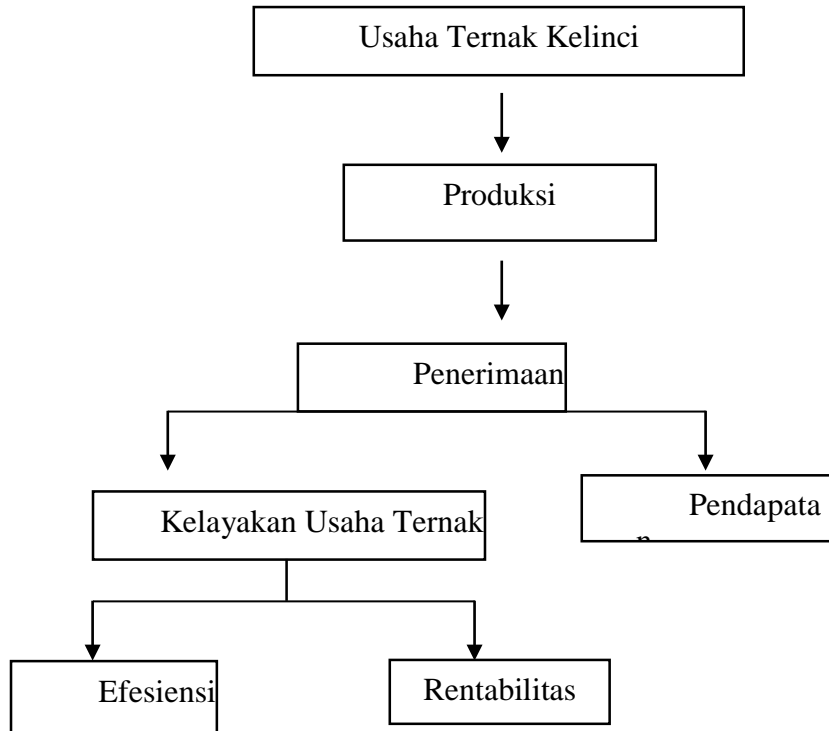 Usaha Ternak Kelinci
Produksi
Penerimaan
Kelayakan Usaha Ternak
Pendapata
n
Efesiensi
Rentabilitas